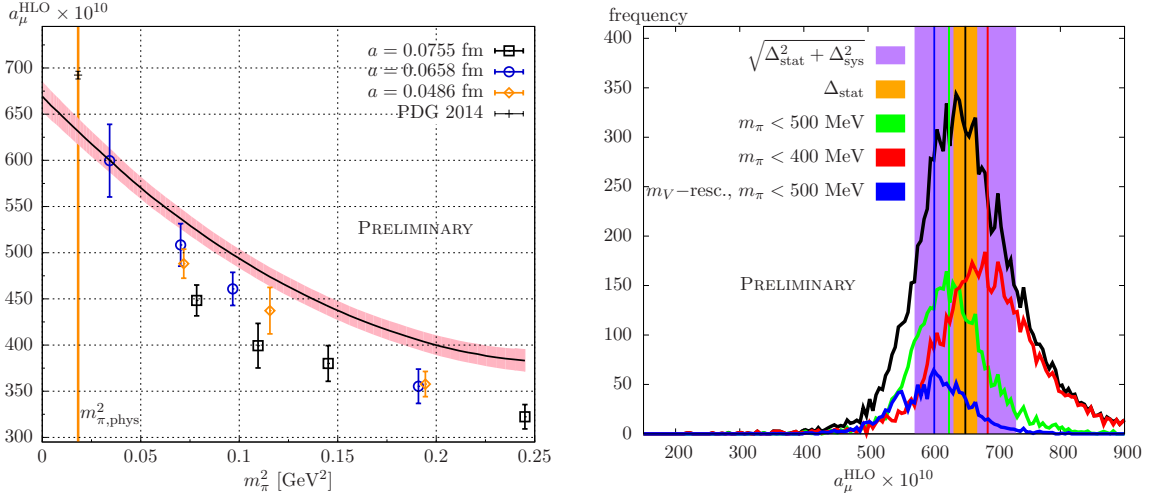 a_μ^HLO × 10^10
a = 0.0755 fm
a = 0.0658 fm
a = 0.0486 fm
PDG 2014
PRELIMINARY
m²_π,phys
700
650
600
550
500
450
400
350
300
0 0.05 0.1 0.15 0.2 0.25
m²_π [GeV²]
frequency
400
350
300
250
200
150
100
50
0
√(Δ²_stat + Δ²_sys)
Δ_stat
m_π < 500 MeV
m_π < 400 MeV
m_V−resc., m_π < 500 MeV
PRELIMINARY
200 300 400 500 600 700 800 900
a_μ^HLO × 10^10